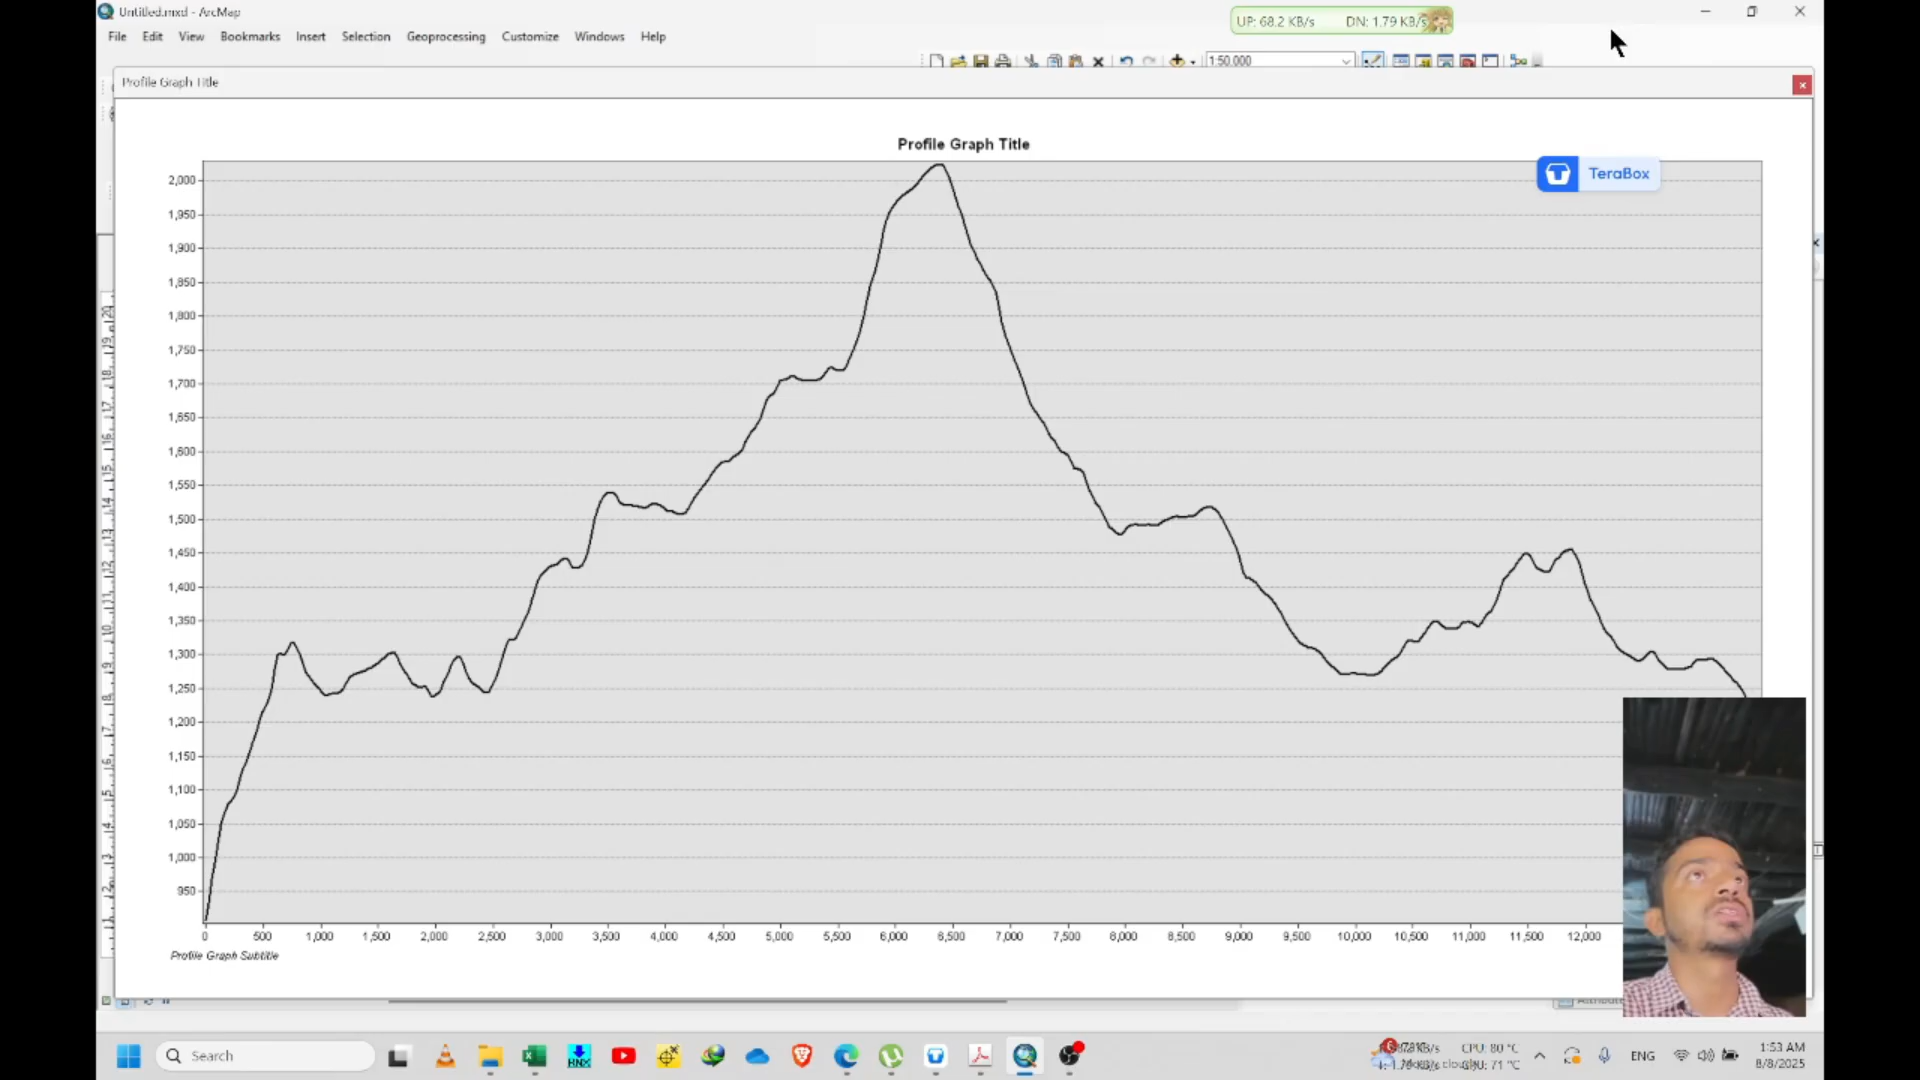 Untitled.mxd - ArcMap
UP: 68.2 KB/s DN: 1.79 KB/s
File Edit View Bookmarks Insert Selection Geoprocessing Customize Windows Help
1:50,000
Profile Graph Title
Profile Graph Title
TeraBox
2,000
1,950
1,900
1,850
1,800
1,750
1,700
1,650
1,600
1,550
1,500
1,450
1,400
1,350
1,300
1,250
1,200
1,150
1,100
1,050
1,000
950
0 500 1,000 1,500 2,000 2,500 3,000 3,500 4,000 4,500 5,000 5,500 6,000 6,500 7,000 7,500 8,000 8,500 9,000 9,500 10,000 10,500 11,000 11,500 12,000
Profile Graph Subtitle
Search
RNX
CPU: 80 °C
71 °C
ENG
1:53 AM
8/8/2025